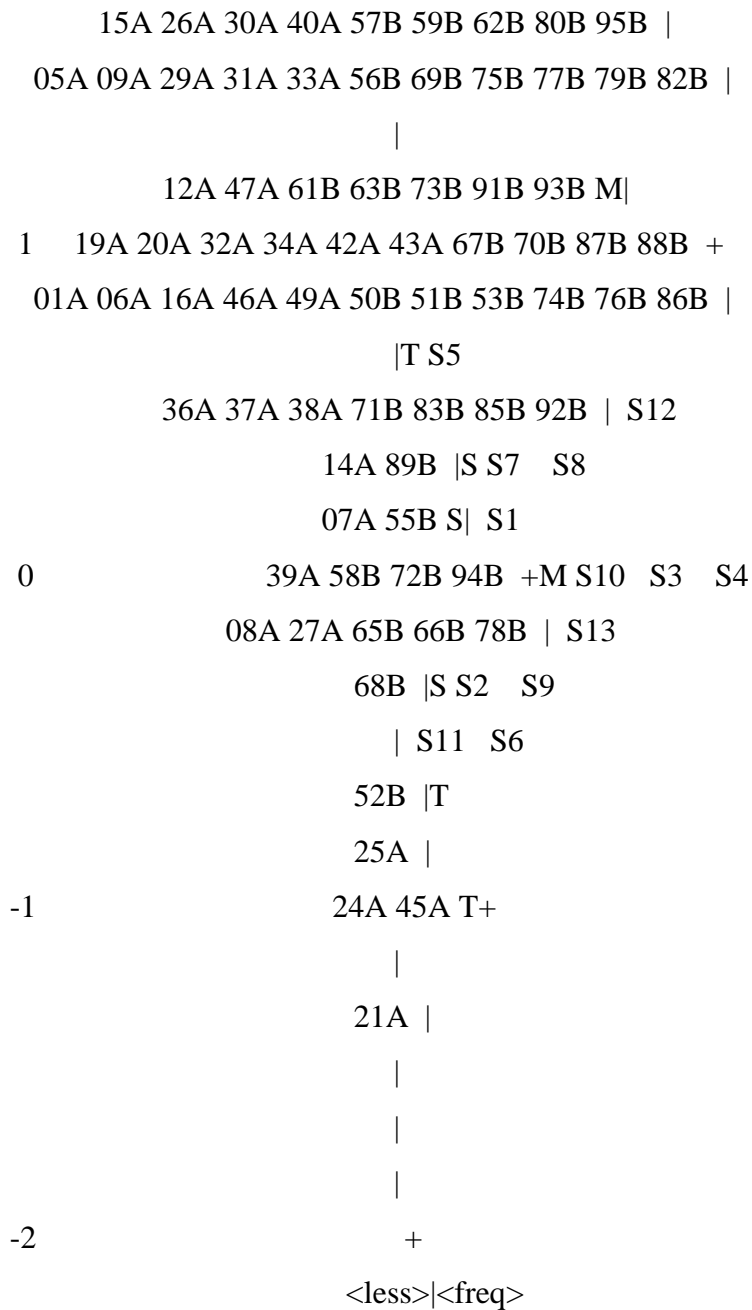 15A 26A 30A 40A 57B 59B 62B 80B 95B |
05A 09A 29A 31A 33A 56B 69B 75B 77B 79B 82B |
|
12A 47A 61B 63B 73B 91B 93B M|
1 19A 20A 32A 34A 42A 43A 67B 70B 87B 88B +
01A 06A 16A 46A 49A 50B 51B 53B 74B 76B 86B |
|T S5
36A 37A 38A 71B 83B 85B 92B | S12
14A 89B |S S7 S8
07A 55B S| S1
0 39A 58B 72B 94B +M S10 S3 S4
08A 27A 65B 66B 78B | S13
68B |S S2 S9
| S11 S6
52B |T
25A |
-1 24A 45A T+
|
21A |
|
|
|
-2 +
<less>|<freq>